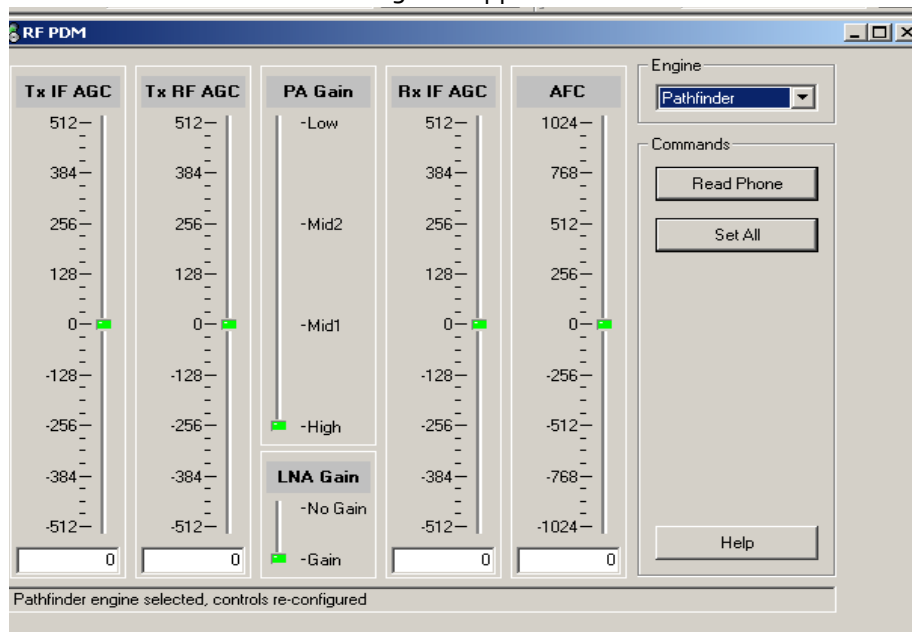 RF PDM
Tx IF AGC
512
384
256
128
0
-128
-256
-384
-512
0
Tx RF AGC
512
384
256
128
0
-128
-256
-384
-512
0
PA Gain
-Low
-Mid2
-Mid1
-High
LNA Gain
-No Gain
-Gain
Rx IF AGC
512
384
256
128
0
-128
-256
-384
-512
0
AFC
1024
768
512
256
0
-256
-512
-768
-1024
0
Engine
Pathfinder
Commands
Read Phone
Set All
Help
Pathfinder engine selected, controls re-configured